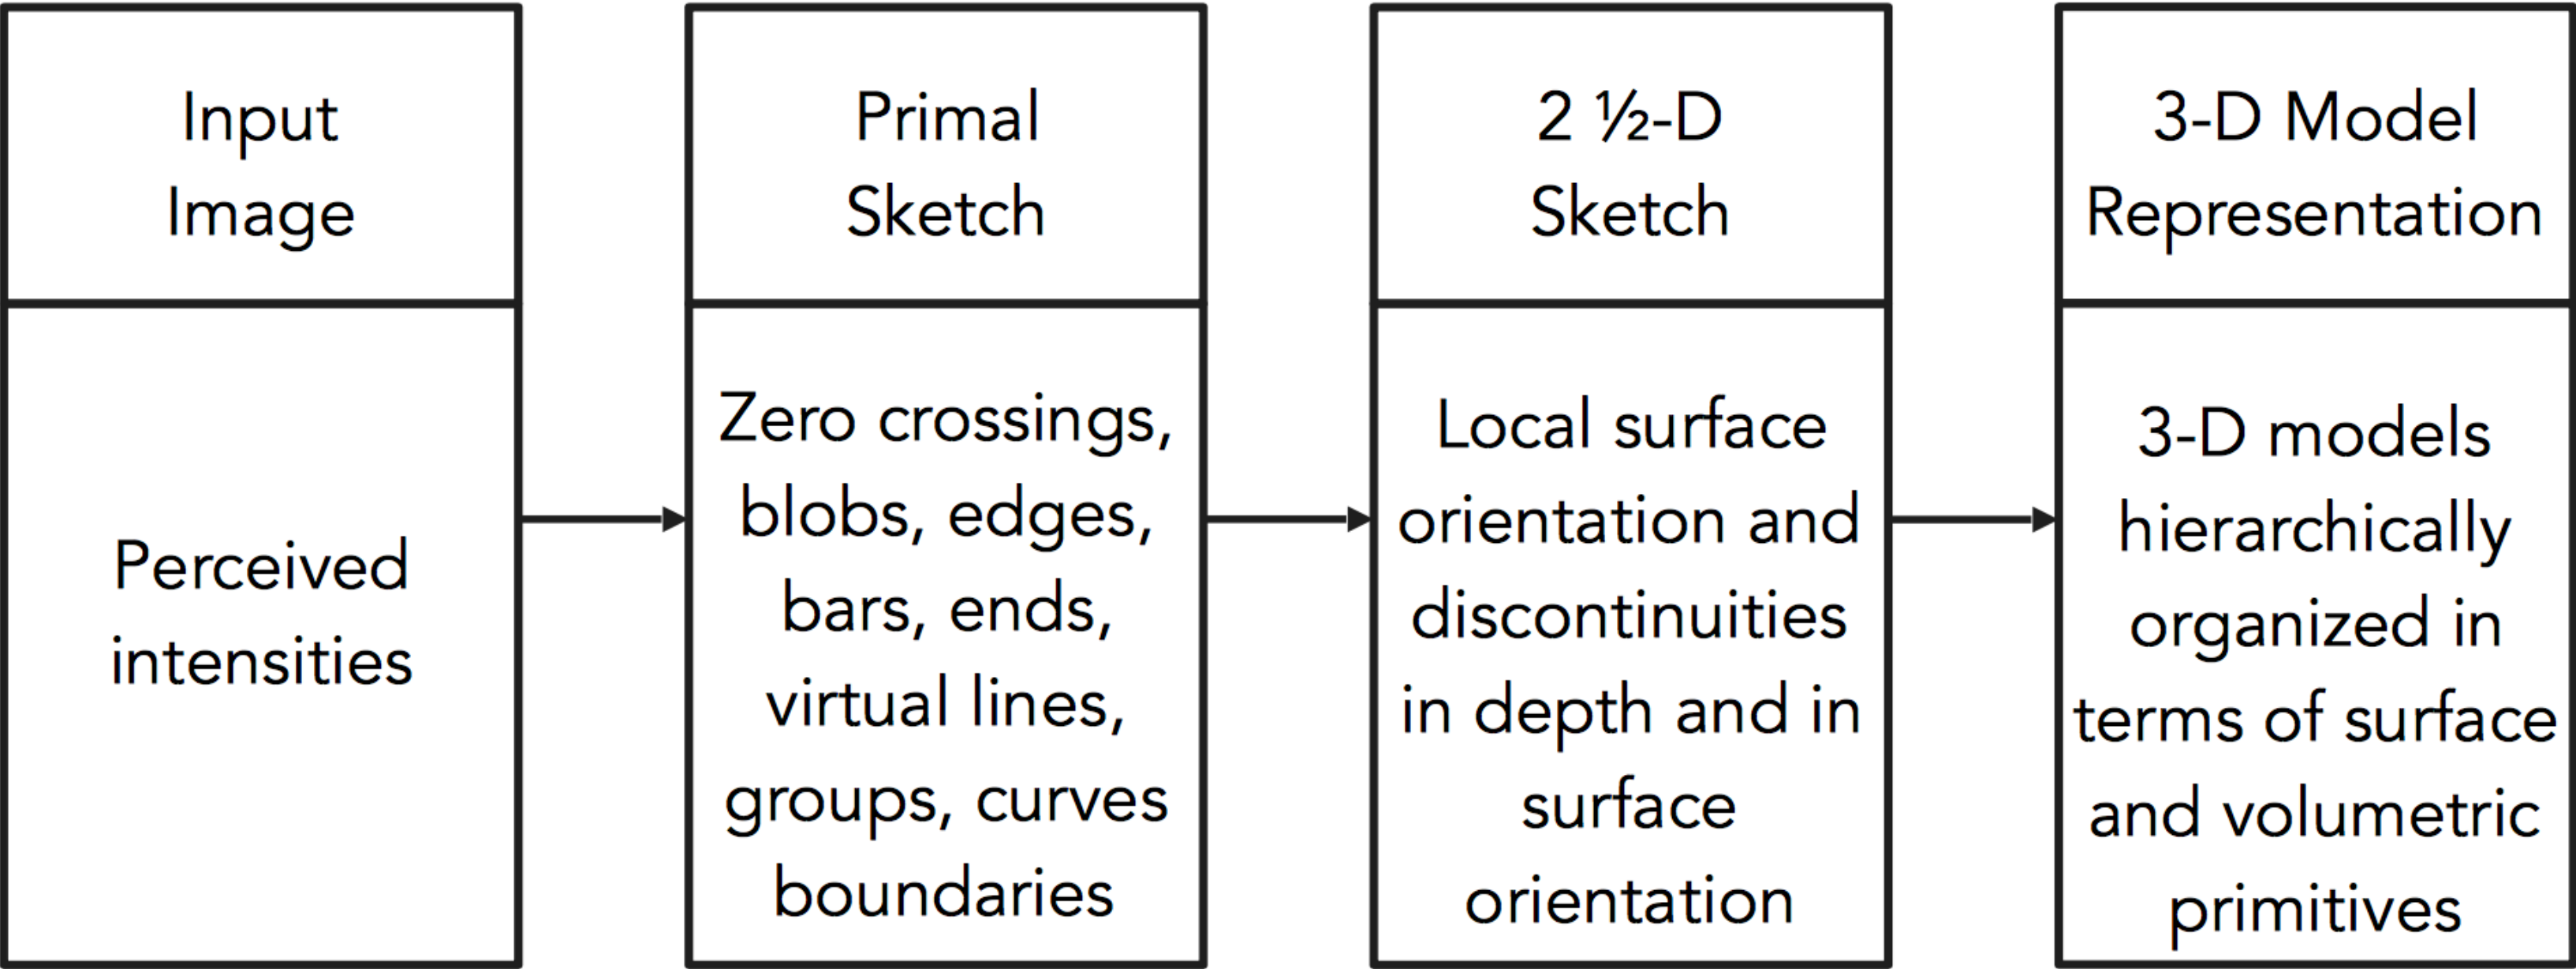 Input
Image
Perceived
intensities
Primal
Sketch
Zero crossings,
blobs, edges,
bars, ends,
virtual lines,
groups, curves
boundaries
2 ½-D
Sketch
Local surface
orientation and
discontinuities
in depth and in
surface
orientation
3-D Model
Representation
3-D models
hierarchically
organized in
terms of surface
and volumetric
primitives